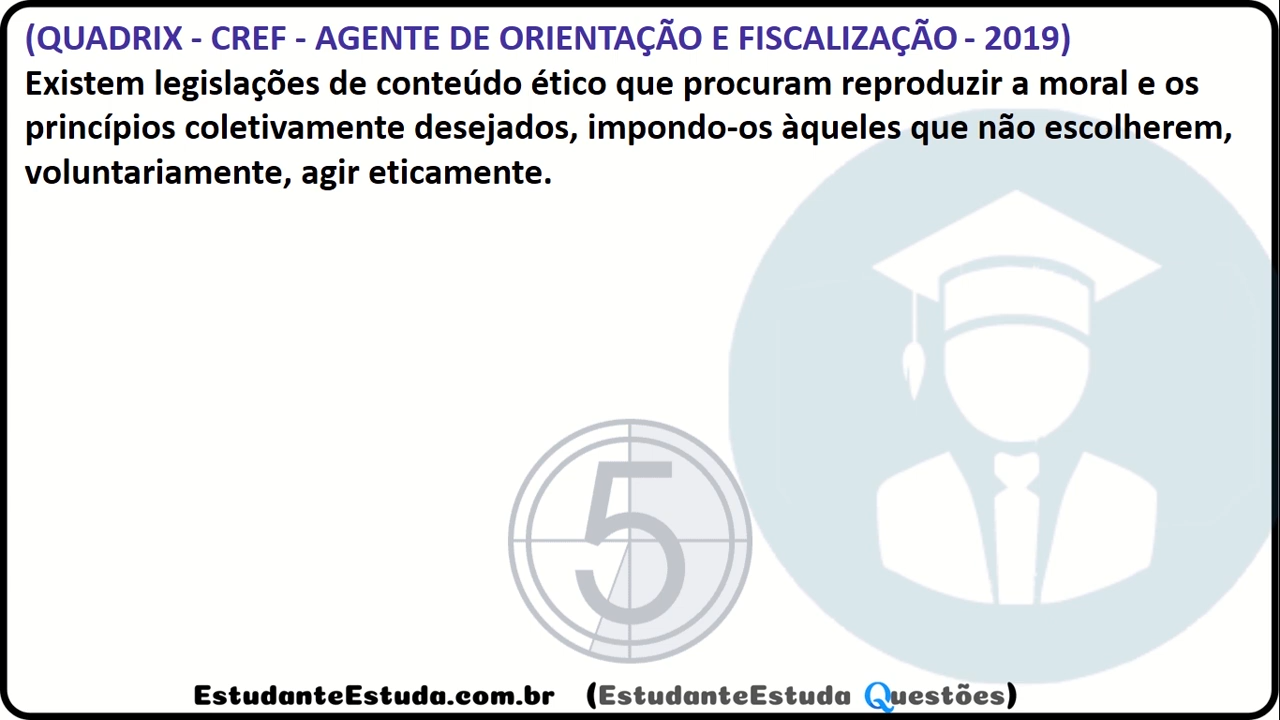 (QUADRIX - CREF - AGENTE DE ORIENTAÇÃO E FISCALIZAÇÃO - 2019)
Existem legislações de conteúdo ético que procuram reproduzir a moral e os
princípios coletivamente desejados, impondo-os àqueles que não escolherem,
voluntariamente, agir eticamente.
5
EstudanteEstuda.com.br (EstudanteEstuda Questões)